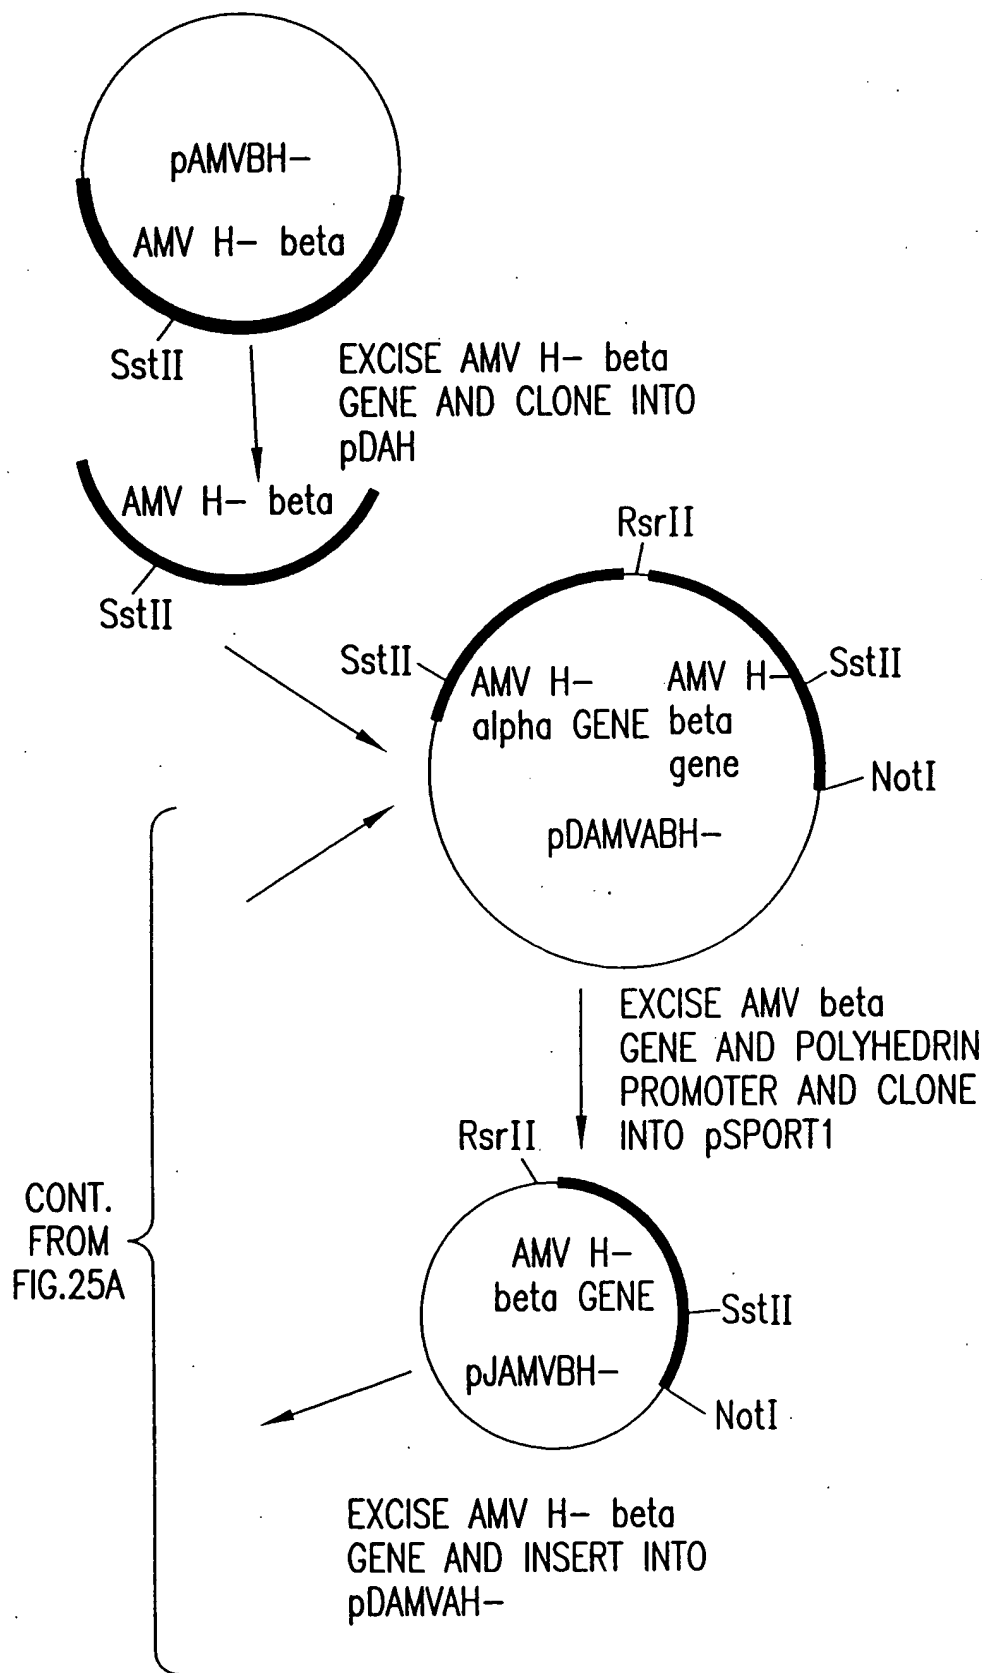 pAMVBH-
AMV H- beta
SstII
EXCISE AMV H- beta
GENE AND CLONE INTO
pDAH
AMV H- beta
SstII
RsrII
SstII
AMV H-
alpha GENE
AMV H-
beta
gene
SstII
NotI
pDAMVABH-
EXCISE AMV beta
GENE AND POLYHEDRIN
PROMOTER AND CLONE
INTO pSPORT1
RsrII
CONT.
FROM
FIG.25A
AMV H-
beta GENE
SstII
pJAMVBH-
NotI
EXCISE AMV H- beta
GENE AND INSERT INTO
pDAMVAH-